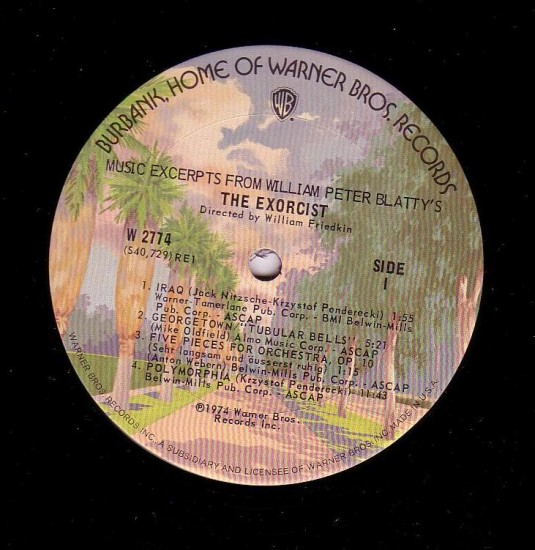 BURBANK, HOME OF WARNER BROS. RECORDS
WB
MUSIC EXCERPTS FROM WILLIAM PETER BLATTY'S
THE EXORCIST
Directed by William Friedkin
W 2774
(S40,729) RE1
SIDE
1
1. IRAQ (Jack Nitzsche-Krzystof Penderecki) 1:55
Warner-Tamerlane Pub. Corp. - BMI Belwin-Mills
Pub. Corp. - ASCAP
2. GEORGETOWN "TUBULAR BELLS" 5:21
(Mike Oldfield) Almo Music Corp. - ASCAP
3. FIVE PIECES FOR ORCHESTRA, OP. 10
(Sehr langsam und äusserst ruhig) 1:15
(Anton Webern) Belwin-Mills Pub. Corp. - ASCAP
4. POLYMORPHIA (Krzystof Penderecki) 11:43
Belwin-Mills Pub. Corp. - ASCAP
℗1974 Warner Bros.
Records Inc.
WARNER BROS. RECORDS INC., A SUBSIDIARY AND LICENSEE OF WARNER BROS. INC. MADE IN U.S.A.